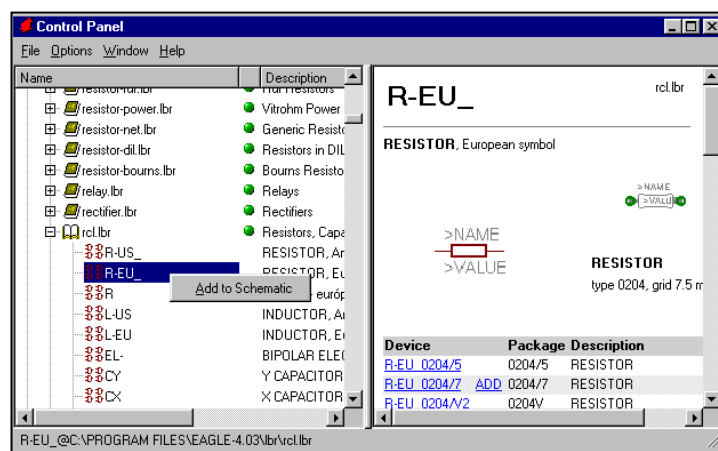 Control Panel
File Options Window Help
Name Description
resistor-power.lbr Vitrohm Power
resistor-net.lbr Generic Resisto
resistor-dil.lbr Resistors in DIL
resistor-bourns.lbr Bourns Resisto
relay.lbr Relays
rectifier.lbr Rectifiers
rcl.lbr Resistors, Capa
R-US_ RESISTOR, Am
R-EU_ RESISTOR, Eu
Add to Schematic
R europ
L-US INDUCTOR, A
L-EU INDUCTOR, E
EL- BIPOLAR ELEC
CY Y CAPACITOR
CX X CAPACITOR
R-EU_ rcl.lbr
RESISTOR, European symbol
>NAME
>VALU
>NAME
>VALUE
RESISTOR
type 0204, grid 7.5 m
Device Package Description
R-EU_0204/5 0204/5 RESISTOR
R-EU_0204/7 ADD 0204/7 RESISTOR
R-EU_0204/V2 0204V RESISTOR
R-EU_@C:\PROGRAM FILES\EAGLE-4.03\lbr\rcl.lbr